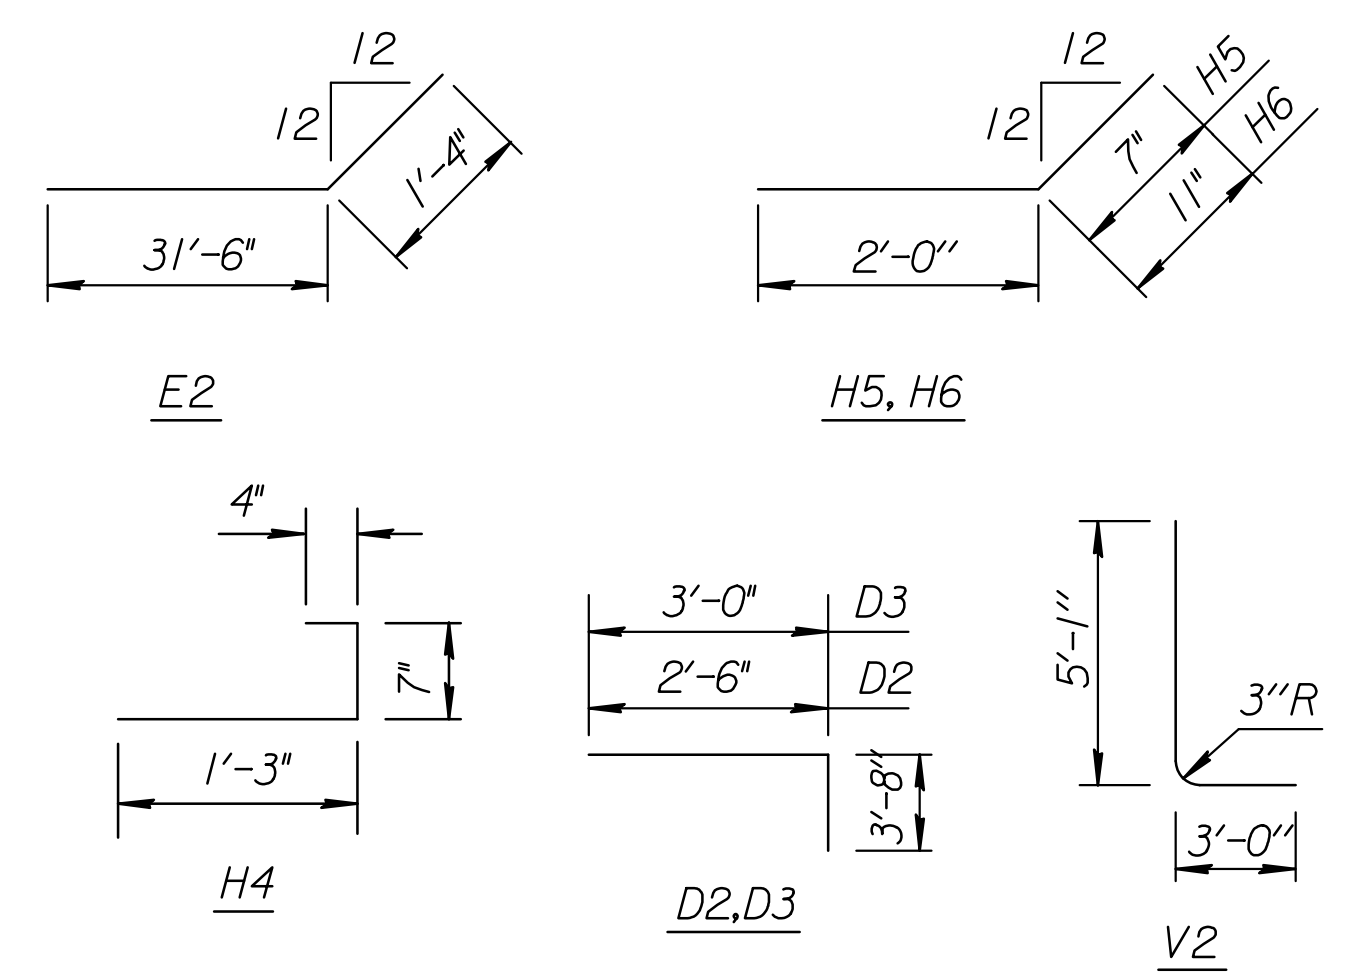 12
12
1'-4"
31'-6"
E2
12
12
H5
H6
7"
11"
2'-0"
H5, H6
4"
7"
1'-3"
H4
3'-0" D3
2'-6" D2
3'-8"
D2,D3
5'-1"
3"R
3'-0"
V2